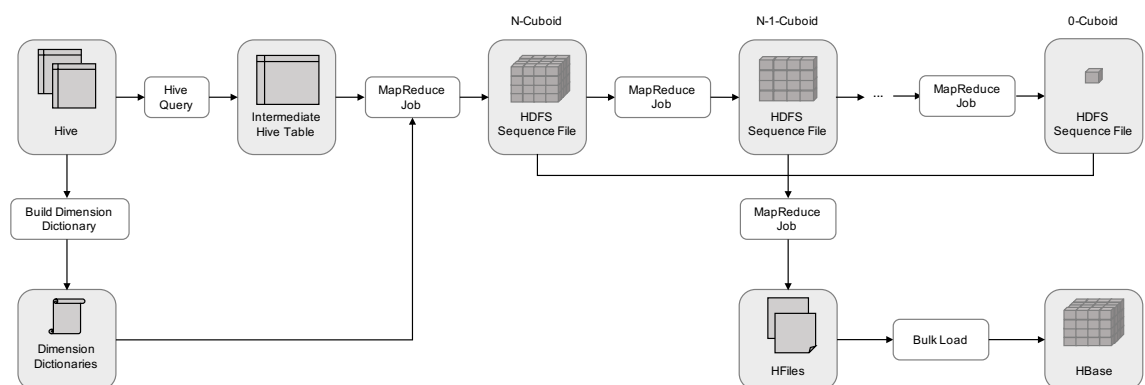 N-Cuboid
N-1-Cuboid
0-Cuboid
Hive
Hive
Query
Intermediate
Hive Table
MapReduce
Job
HDFS
Sequence File
MapReduce
Job
HDFS
Sequence File
...
MapReduce
Job
HDFS
Sequence File
Build Dimension
Dictionary
MapReduce
Job
Dimension
Dictionaries
HFiles
Bulk Load
HBase